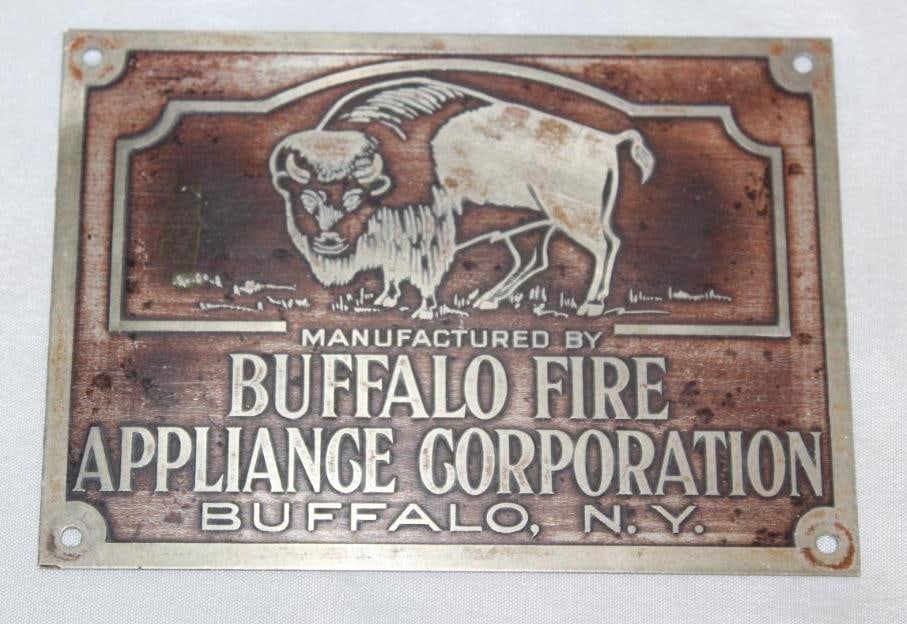 MANUFACTURED BY
BUFFALO FIRE
APPLIANCE CORPORATION
BUFFALO, N.Y.